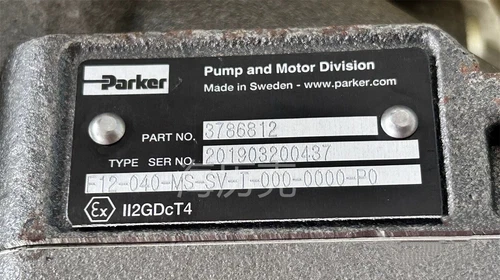 Parker
Pump and Motor Division
Made in Sweden - www.parker.com
PART NO. 3786812
TYPE SER NO. 201903200437
F12-040-MS-SV-T-000-0000-P0
Ex II2GDcT4